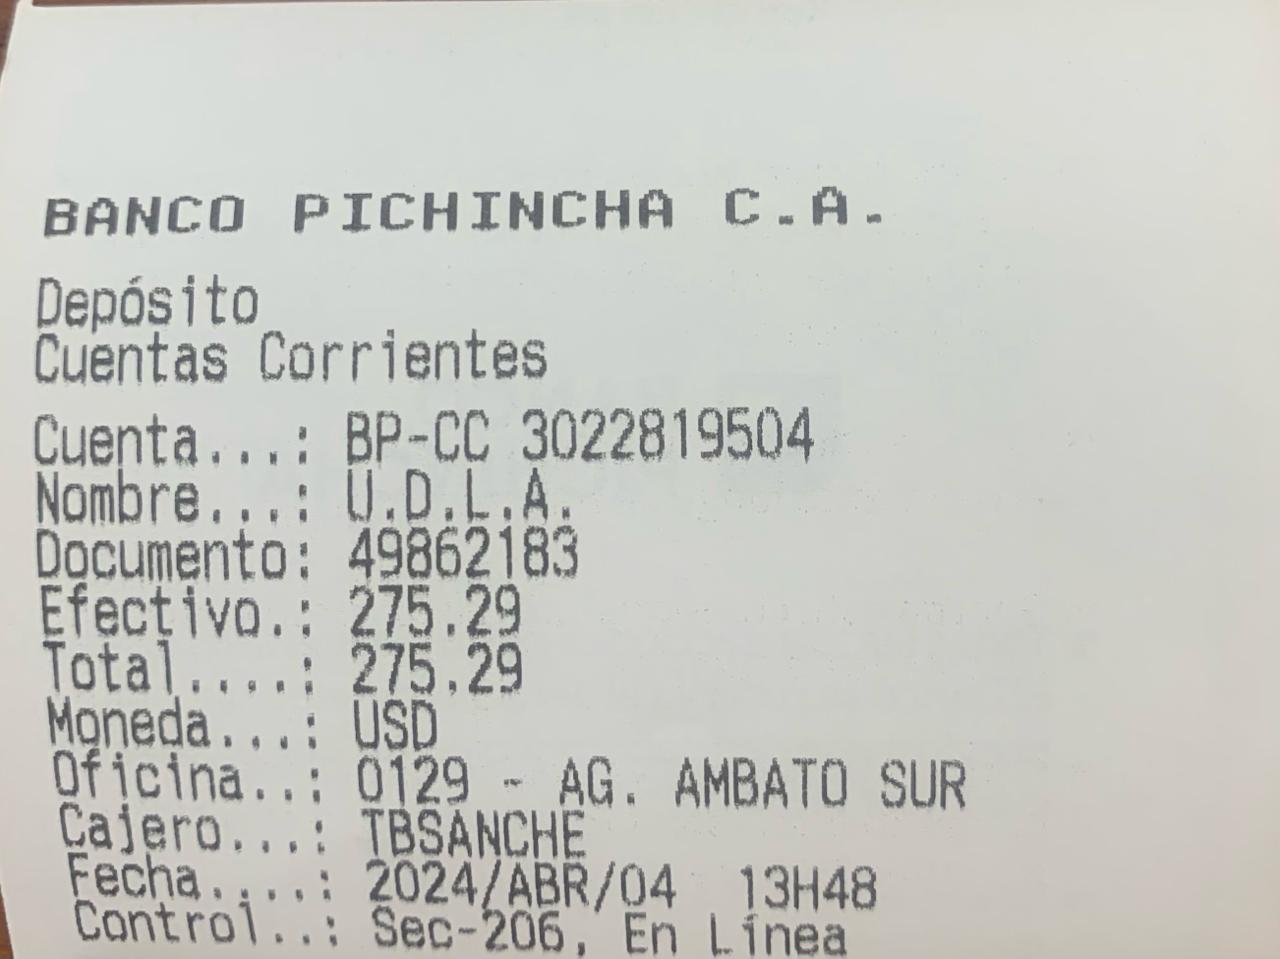 BANCO PICHINCHA C.A.
Depósito
Cuentas Corrientes
Cuenta...: BP-CC 3022819504
Nombre...: U.D.L.A.
Documento: 49862183
Efectivo.: 275.29
Total....: 275.29
Moneda...: USD
Oficina..: 0129 - AG. AMBATO SUR
Cajero...: TBSANCHE
Fecha....: 2024/ABR/04 13H48
Control..: Sec-206, En Línea